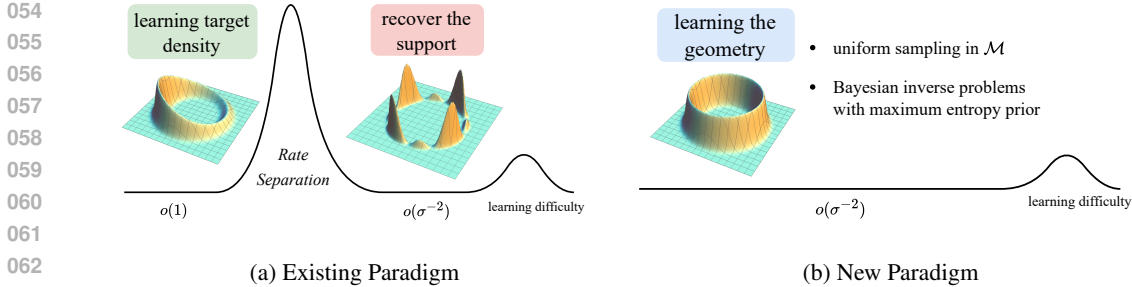 054
055
056
057
058
059
060
061
062
learning target
density
recover the
support
Rate
Separation
o(1)
o(σ⁻²)
learning difficulty
(a) Existing Paradigm
learning the
geometry
• uniform sampling in ℳ
• Bayesian inverse problems
with maximum entropy prior
o(σ⁻²)
learning difficulty
(b) New Paradigm